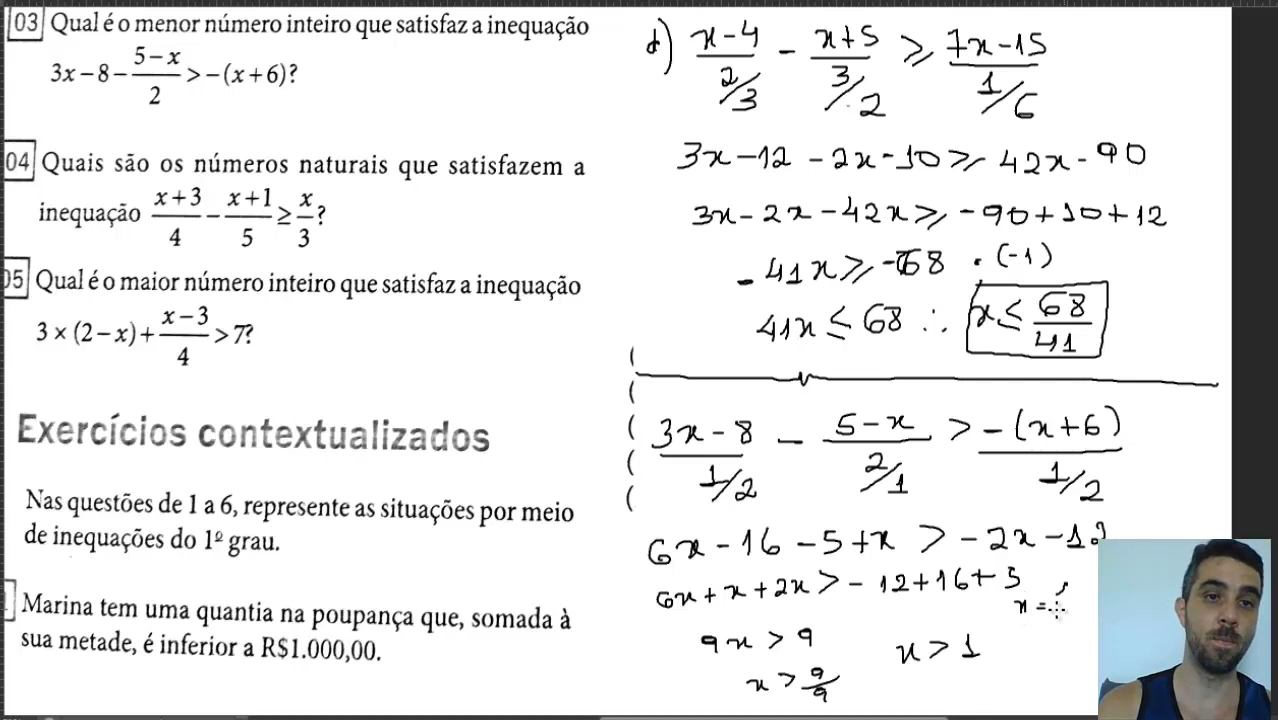 03 Qual é o menor número inteiro que satisfaz a inequação
3x – 8 – (5 – x)/2 > –(x + 6)?
04 Quais são os números naturais que satisfazem a
inequação (x + 3)/4 – (x + 1)/5 ≥ x/3?
05 Qual é o maior número inteiro que satisfaz a inequação
3 × (2 – x) + (x – 3)/4 > 7?
Exercícios contextualizados
Nas questões de 1 a 6, represente as situações por meio
de inequações do 1º grau.
Marina tem uma quantia na poupança que, somada à
sua metade, é inferior a R$1.000,00.
d) x-4 - x+5 ≥ 7x-15
2/3 3/2 1/6
3x-12-2x-10 ≥ 42x-90
3x-2x-42x ≥ -90+10+12
-41x ≥ -68 · (-1)
41x ≤ 68 ∴ x ≤ 68/41
3x-8 - 5-x > -(x+6)
1/2 2/1 1/2
6x-16-5+x > -2x-12
6x+x+2x > -12+16+5
x =
9x > 9
x > 1
x > 9/9